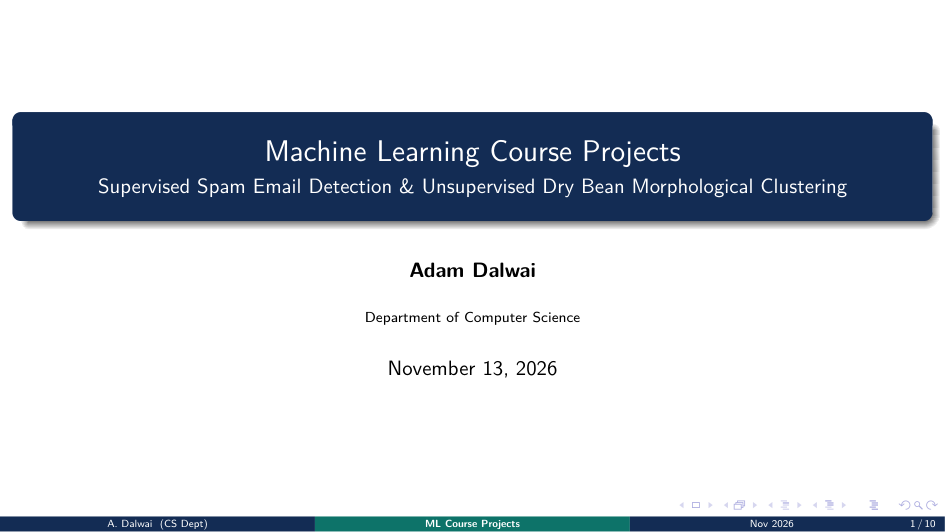 Machine Learning Course Projects
Supervised Spam Email Detection & Unsupervised Dry Bean Morphological Clustering
Adam Dalwai
Department of Computer Science
November 13, 2026
A. Dalwai (CS Dept) ML Course Projects Nov 2026 1 / 10